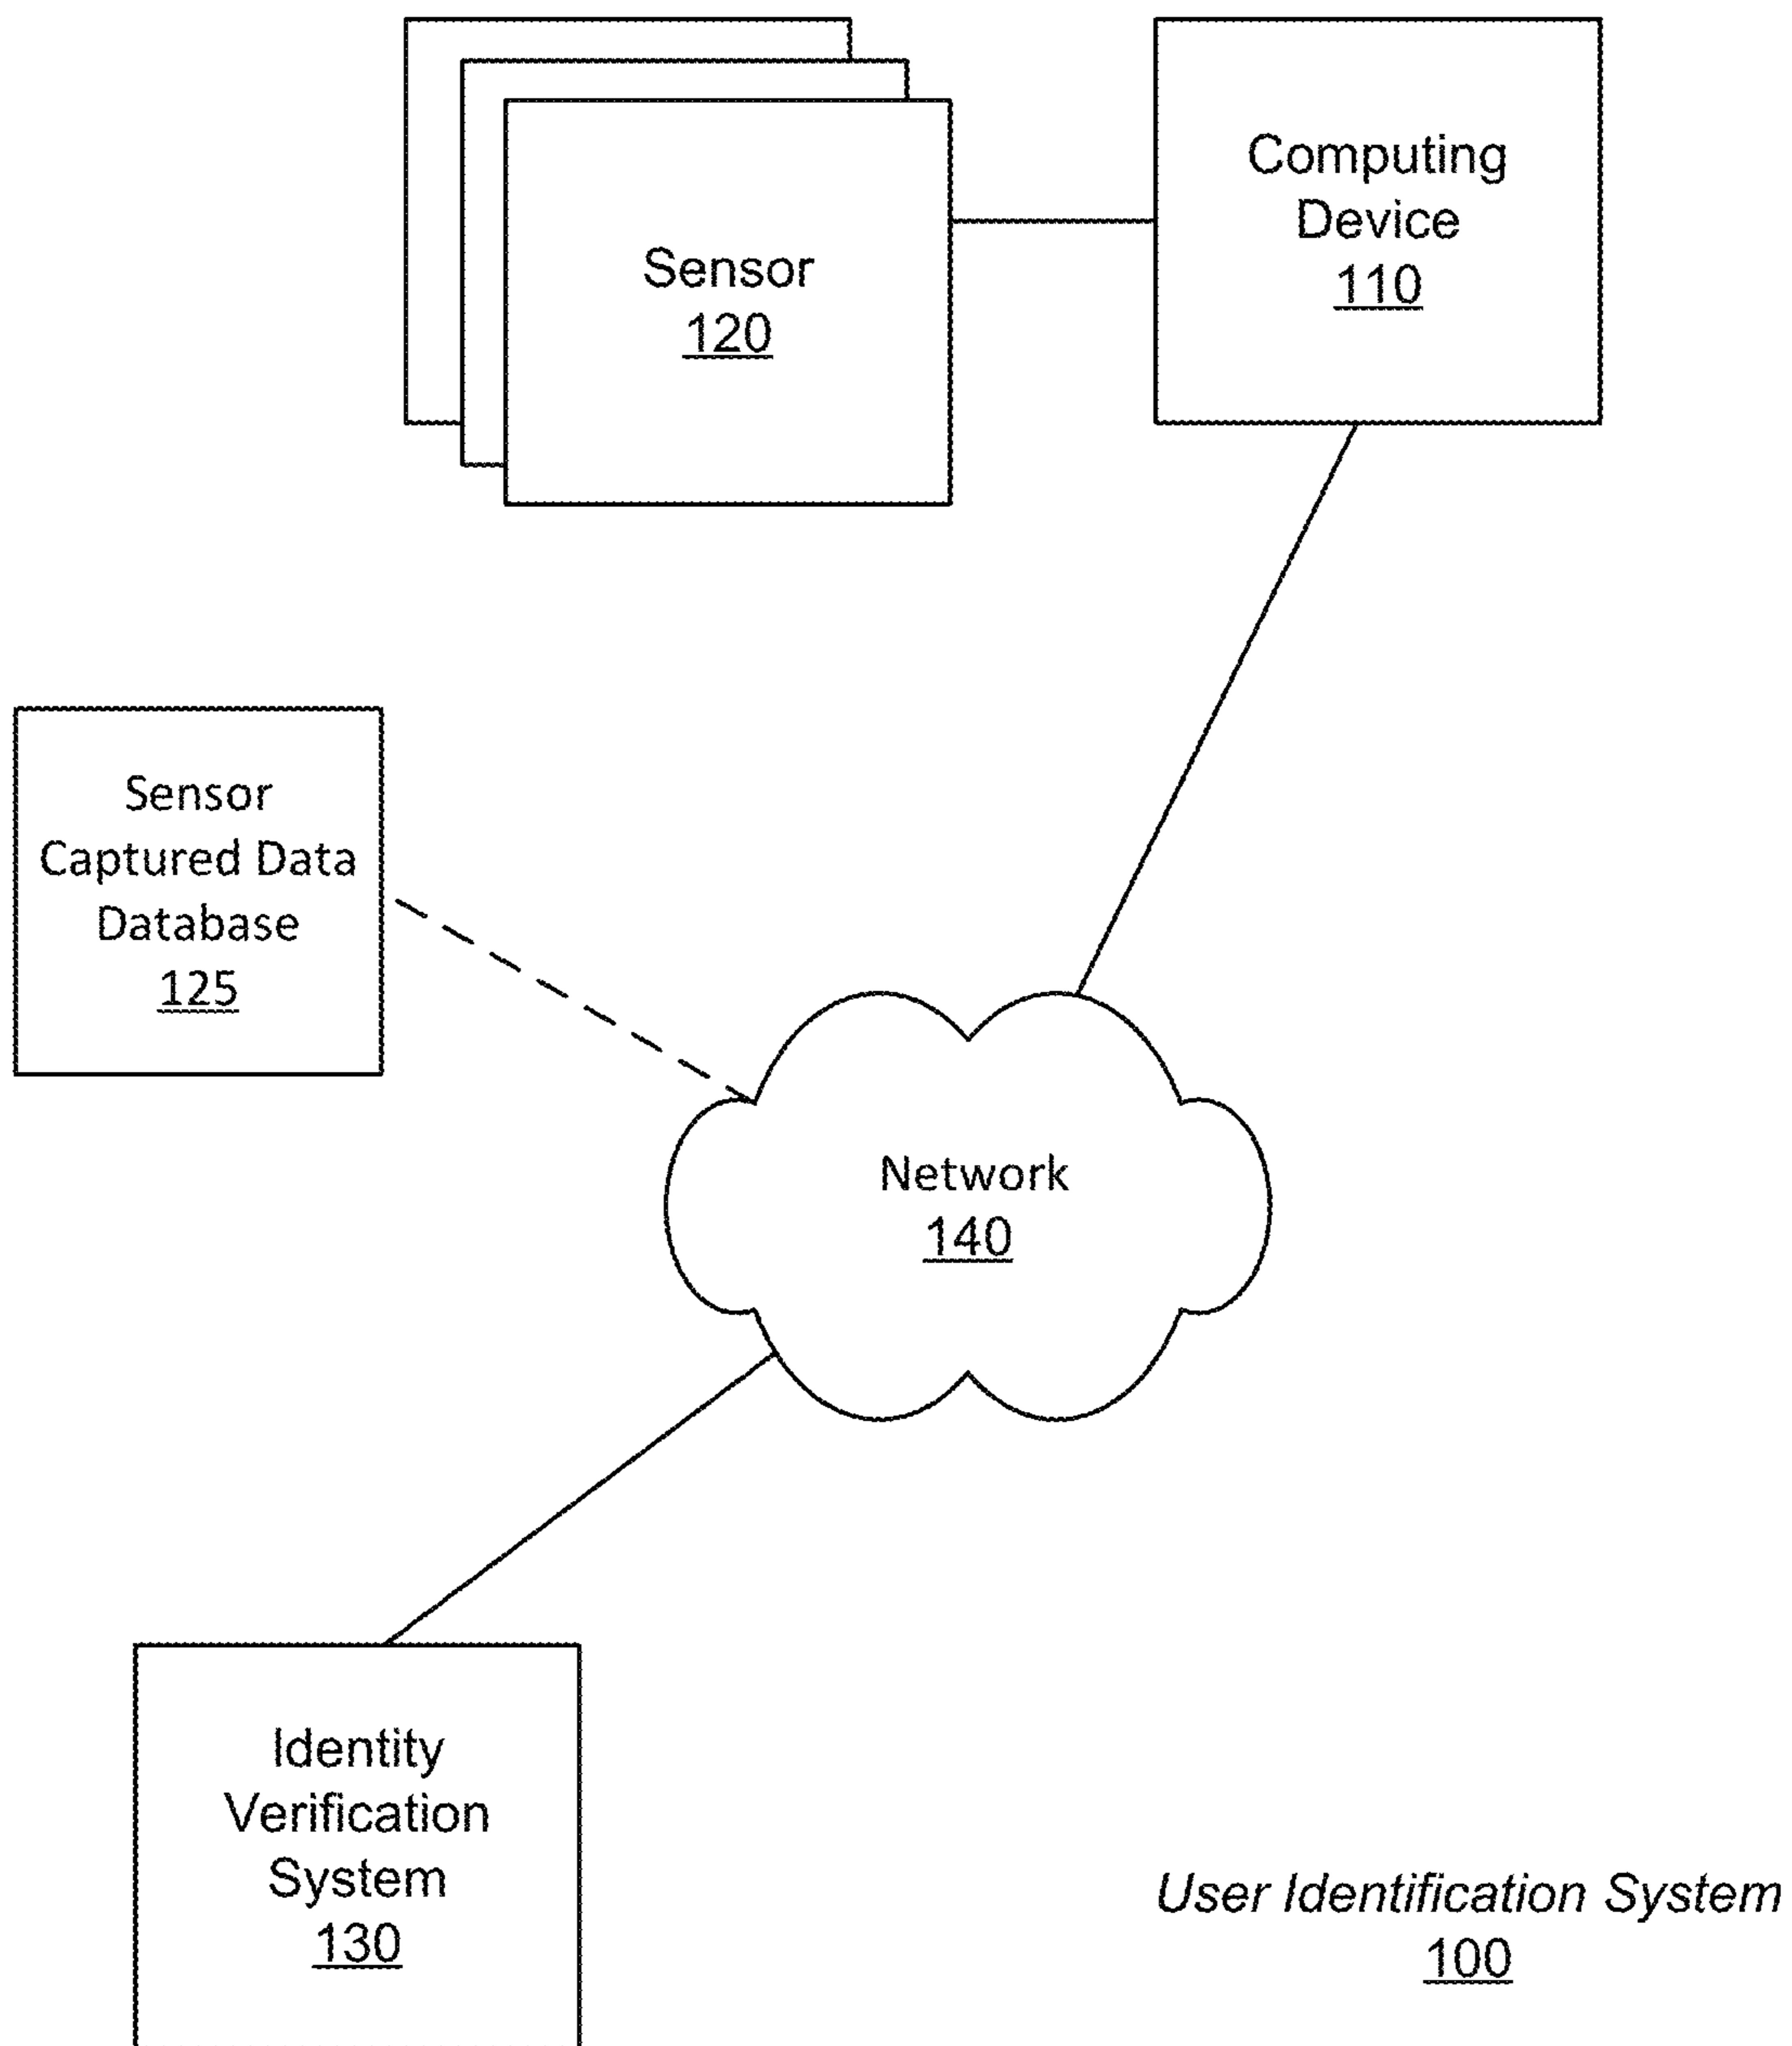 Computing
Device
110
Sensor
120
Sensor
Captured Data
Database
125
Network
140
Identity
Verification
System
130
User Identification System
100